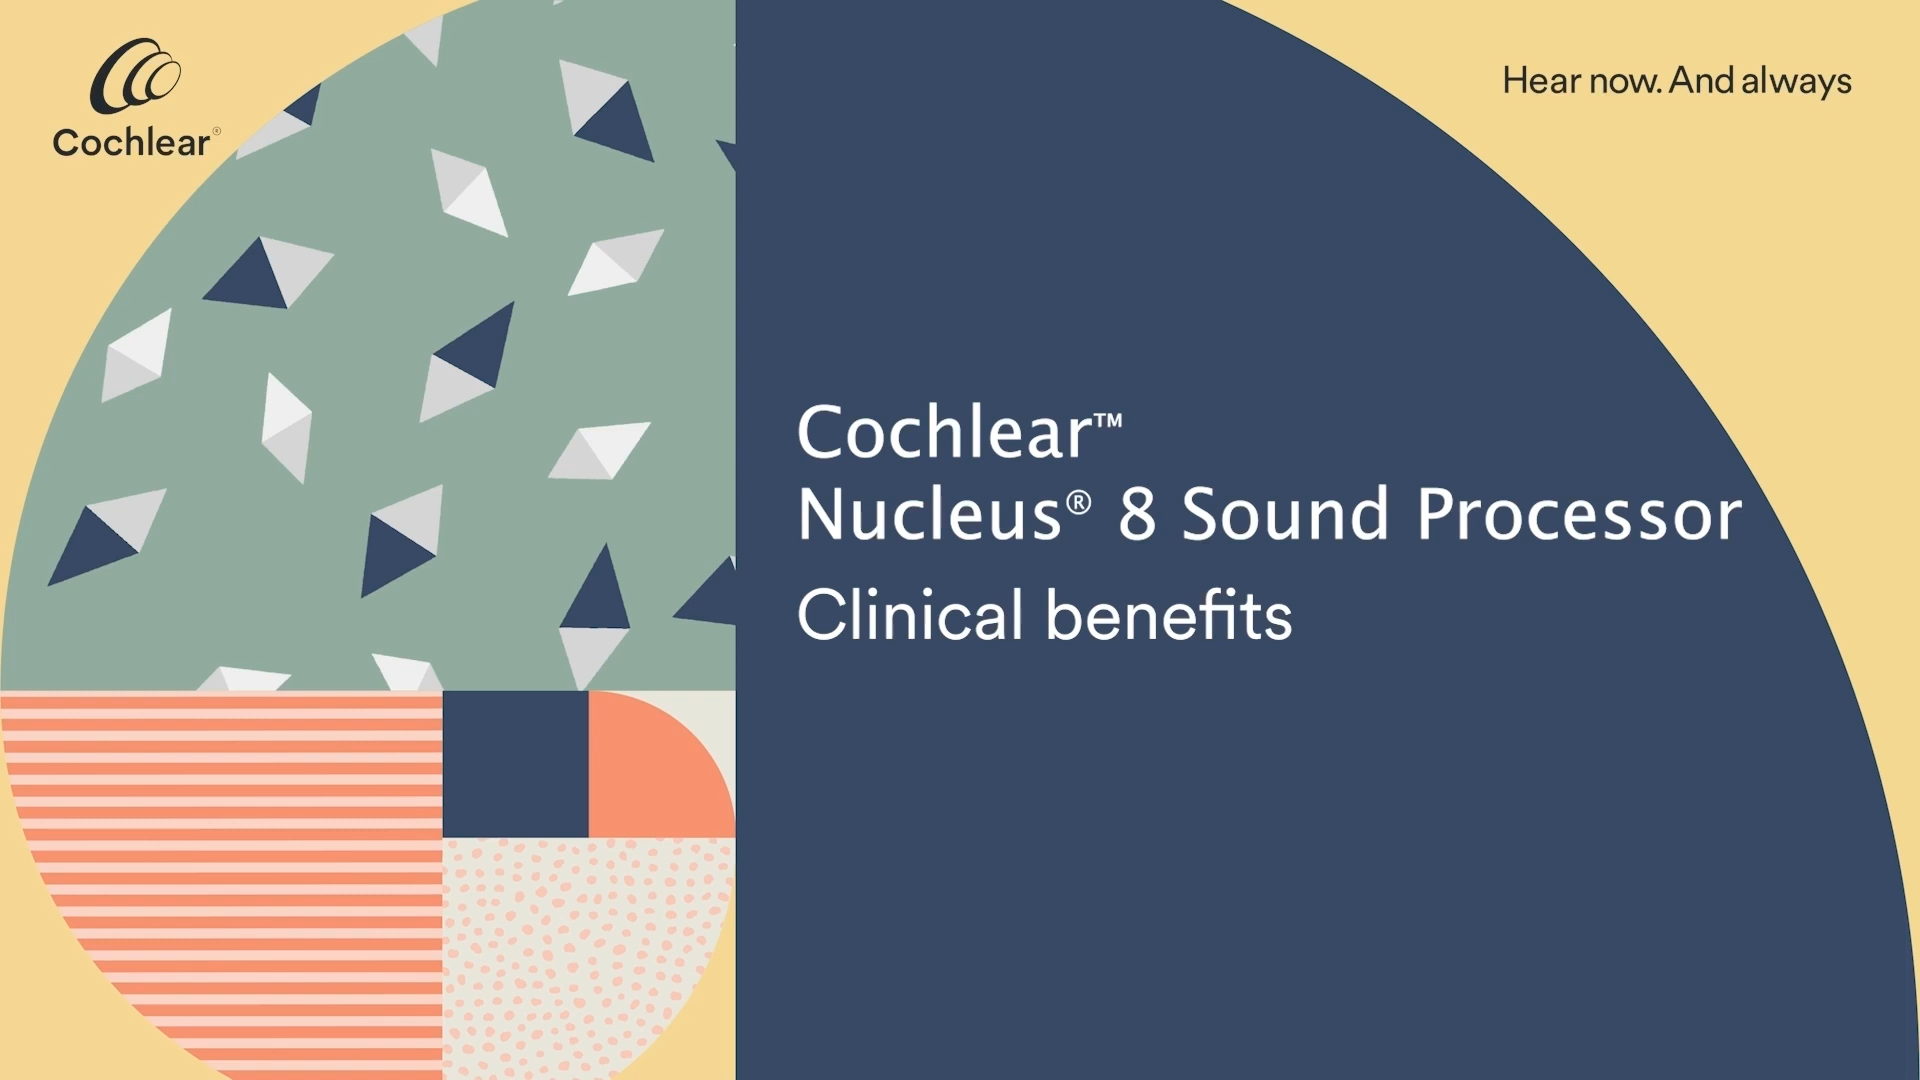 Cochlear®
Hear now. And always
Cochlear™
Nucleus® 8 Sound Processor
Clinical benefits